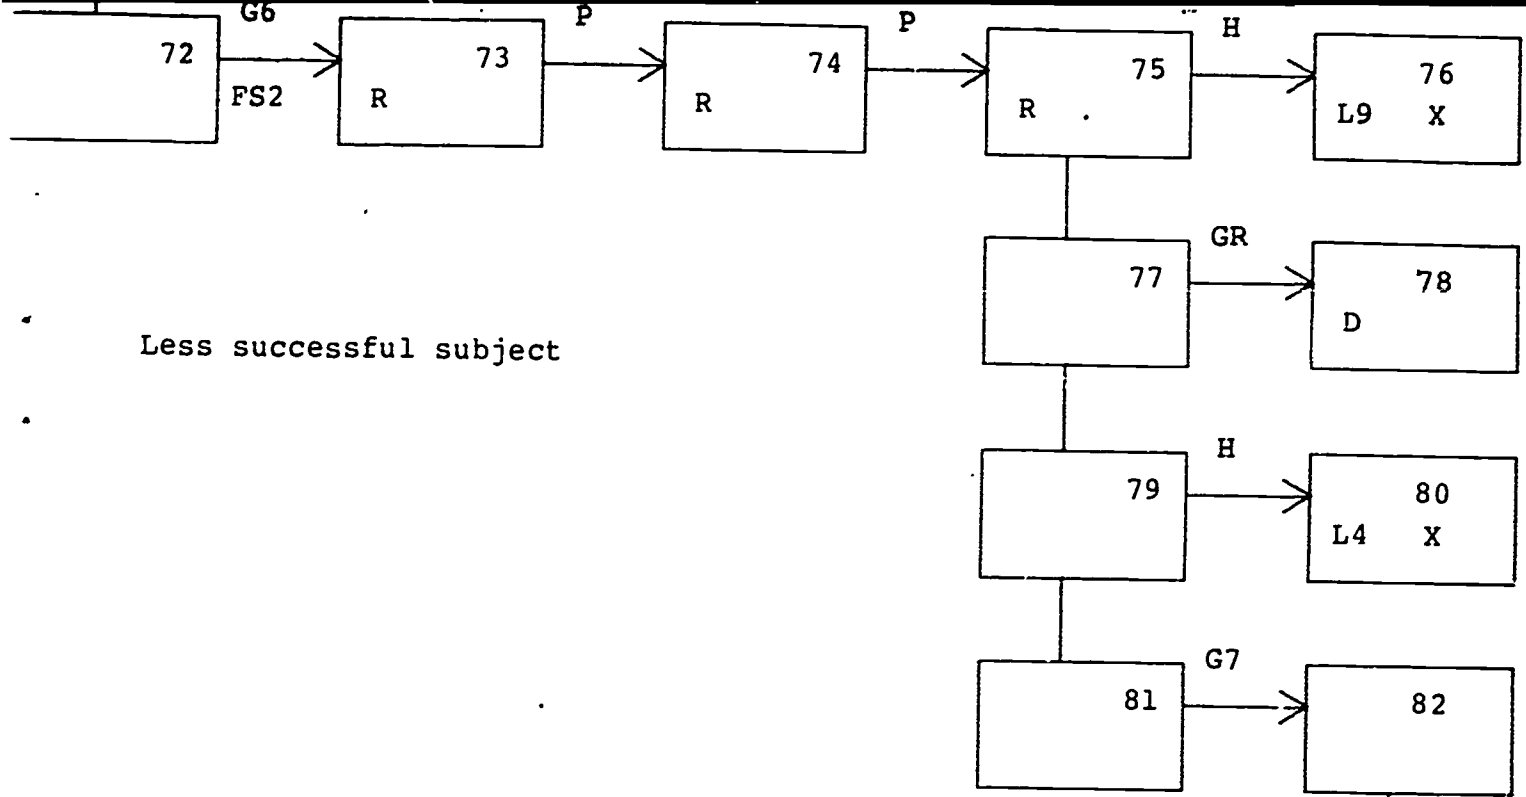 G6 P P H
72 73 74 75 76
FS2 R R R L9 X
GR
77 78
D
Less successful subject
H
79 80
L4 X
G7
81 82